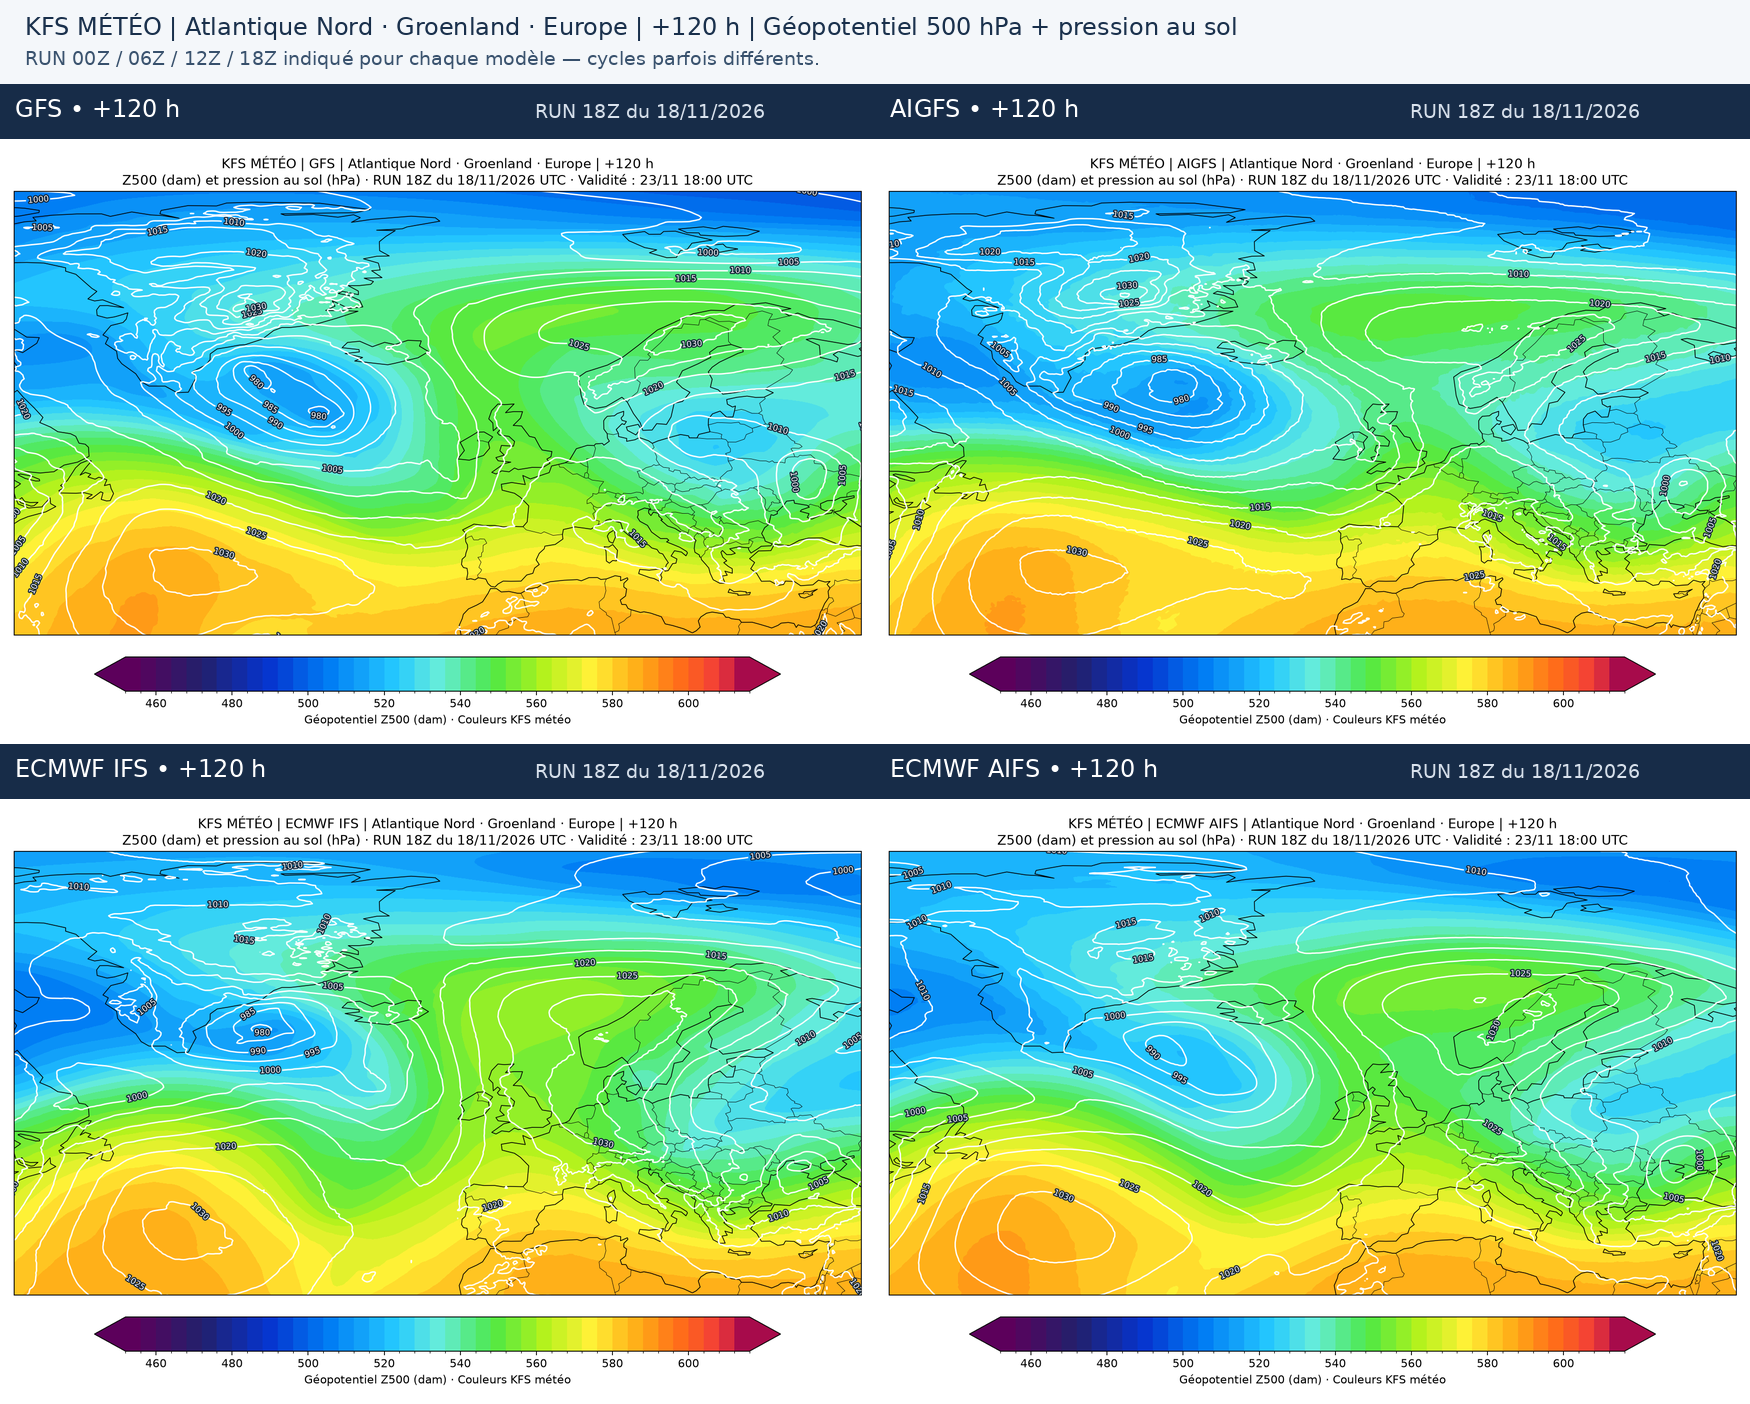 KFS MÉTÉO | Atlantique Nord · Groenland · Europe | +120 h | Géopotentiel 500 hPa + pression au sol
RUN 00Z / 06Z / 12Z / 18Z indiqué pour chaque modèle — cycles parfois différents.
GFS • +120 h
RUN 18Z du 18/11/2026
AIGFS • +120 h
RUN 18Z du 18/11/2026
KFS MÉTÉO | GFS | Atlantique Nord · Groenland · Europe | +120 h
Z500 (dam) et pression au sol (hPa) · RUN 18Z du 18/11/2026 UTC · Validité : 23/11 18:00 UTC
KFS MÉTÉO | AIGFS | Atlantique Nord · Groenland · Europe | +120 h
Z500 (dam) et pression au sol (hPa) · RUN 18Z du 18/11/2026 UTC · Validité : 23/11 18:00 UTC
460 480 500 520 540 560 580 600
Géopotentiel Z500 (dam) · Couleurs KFS météo
460 480 500 520 540 560 580 600
Géopotentiel Z500 (dam) · Couleurs KFS météo
ECMWF IFS • +120 h
RUN 18Z du 18/11/2026
ECMWF AIFS • +120 h
RUN 18Z du 18/11/2026
KFS MÉTÉO | ECMWF IFS | Atlantique Nord · Groenland · Europe | +120 h
Z500 (dam) et pression au sol (hPa) · RUN 18Z du 18/11/2026 UTC · Validité : 23/11 18:00 UTC
KFS MÉTÉO | ECMWF AIFS | Atlantique Nord · Groenland · Europe | +120 h
Z500 (dam) et pression au sol (hPa) · RUN 18Z du 18/11/2026 UTC · Validité : 23/11 18:00 UTC
460 480 500 520 540 560 580 600
Géopotentiel Z500 (dam) · Couleurs KFS météo
460 480 500 520 540 560 580 600
Géopotentiel Z500 (dam) · Couleurs KFS météo